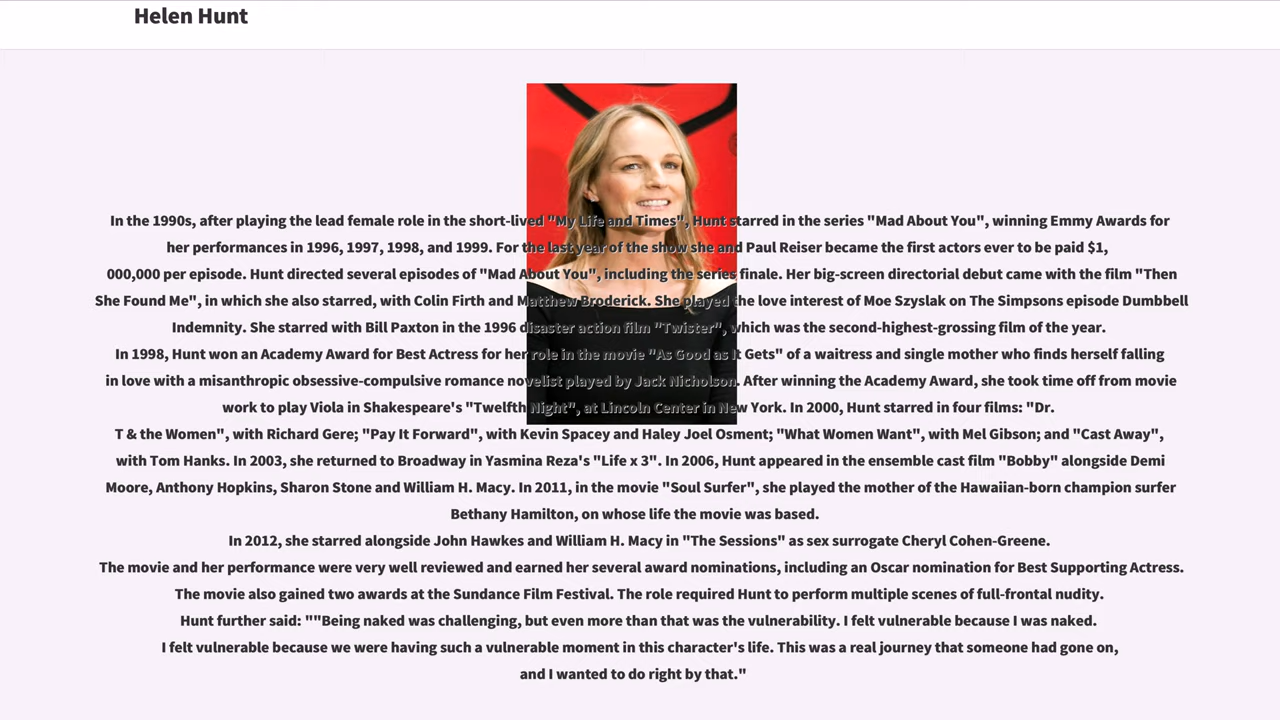 Helen Hunt
In the 1990s, after playing the lead female role in the short-lived "My Life and Times", Hunt starred in the series "Mad About You", winning Emmy Awards for
her performances in 1996, 1997, 1998, and 1999. For the last year of the show she and Paul Reiser became the first actors ever to be paid $1,
000,000 per episode. Hunt directed several episodes of "Mad About You", including the series finale. Her big-screen directorial debut came with the film "Then
She Found Me", in which she also starred, with Colin Firth and Matthew Broderick. She played the love interest of Moe Szyslak on The Simpsons episode Dumbbell
Indemnity. She starred with Bill Paxton in the 1996 disaster action film "Twister", which was the second-highest-grossing film of the year.
In 1998, Hunt won an Academy Award for Best Actress for her role in the movie "As Good as It Gets" of a waitress and single mother who finds herself falling
in love with a misanthropic obsessive-compulsive romance novelist played by Jack Nicholson. After winning the Academy Award, she took time off from movie
work to play Viola in Shakespeare's "Twelfth Night", at Lincoln Center in New York. In 2000, Hunt starred in four films: "Dr.
T & the Women", with Richard Gere; "Pay It Forward", with Kevin Spacey and Haley Joel Osment; "What Women Want", with Mel Gibson; and "Cast Away",
with Tom Hanks. In 2003, she returned to Broadway in Yasmina Reza's "Life x 3". In 2006, Hunt appeared in the ensemble cast film "Bobby" alongside Demi
Moore, Anthony Hopkins, Sharon Stone and William H. Macy. In 2011, in the movie "Soul Surfer", she played the mother of the Hawaiian-born champion surfer
Bethany Hamilton, on whose life the movie was based.
In 2012, she starred alongside John Hawkes and William H. Macy in "The Sessions" as sex surrogate Cheryl Cohen-Greene.
The movie and her performance were very well reviewed and earned her several award nominations, including an Oscar nomination for Best Supporting Actress.
The movie also gained two awards at the Sundance Film Festival. The role required Hunt to perform multiple scenes of full-frontal nudity.
Hunt further said: ""Being naked was challenging, but even more than that was the vulnerability. I felt vulnerable because I was naked.
I felt vulnerable because we were having such a vulnerable moment in this character's life. This was a real journey that someone had gone on,
and I wanted to do right by that."